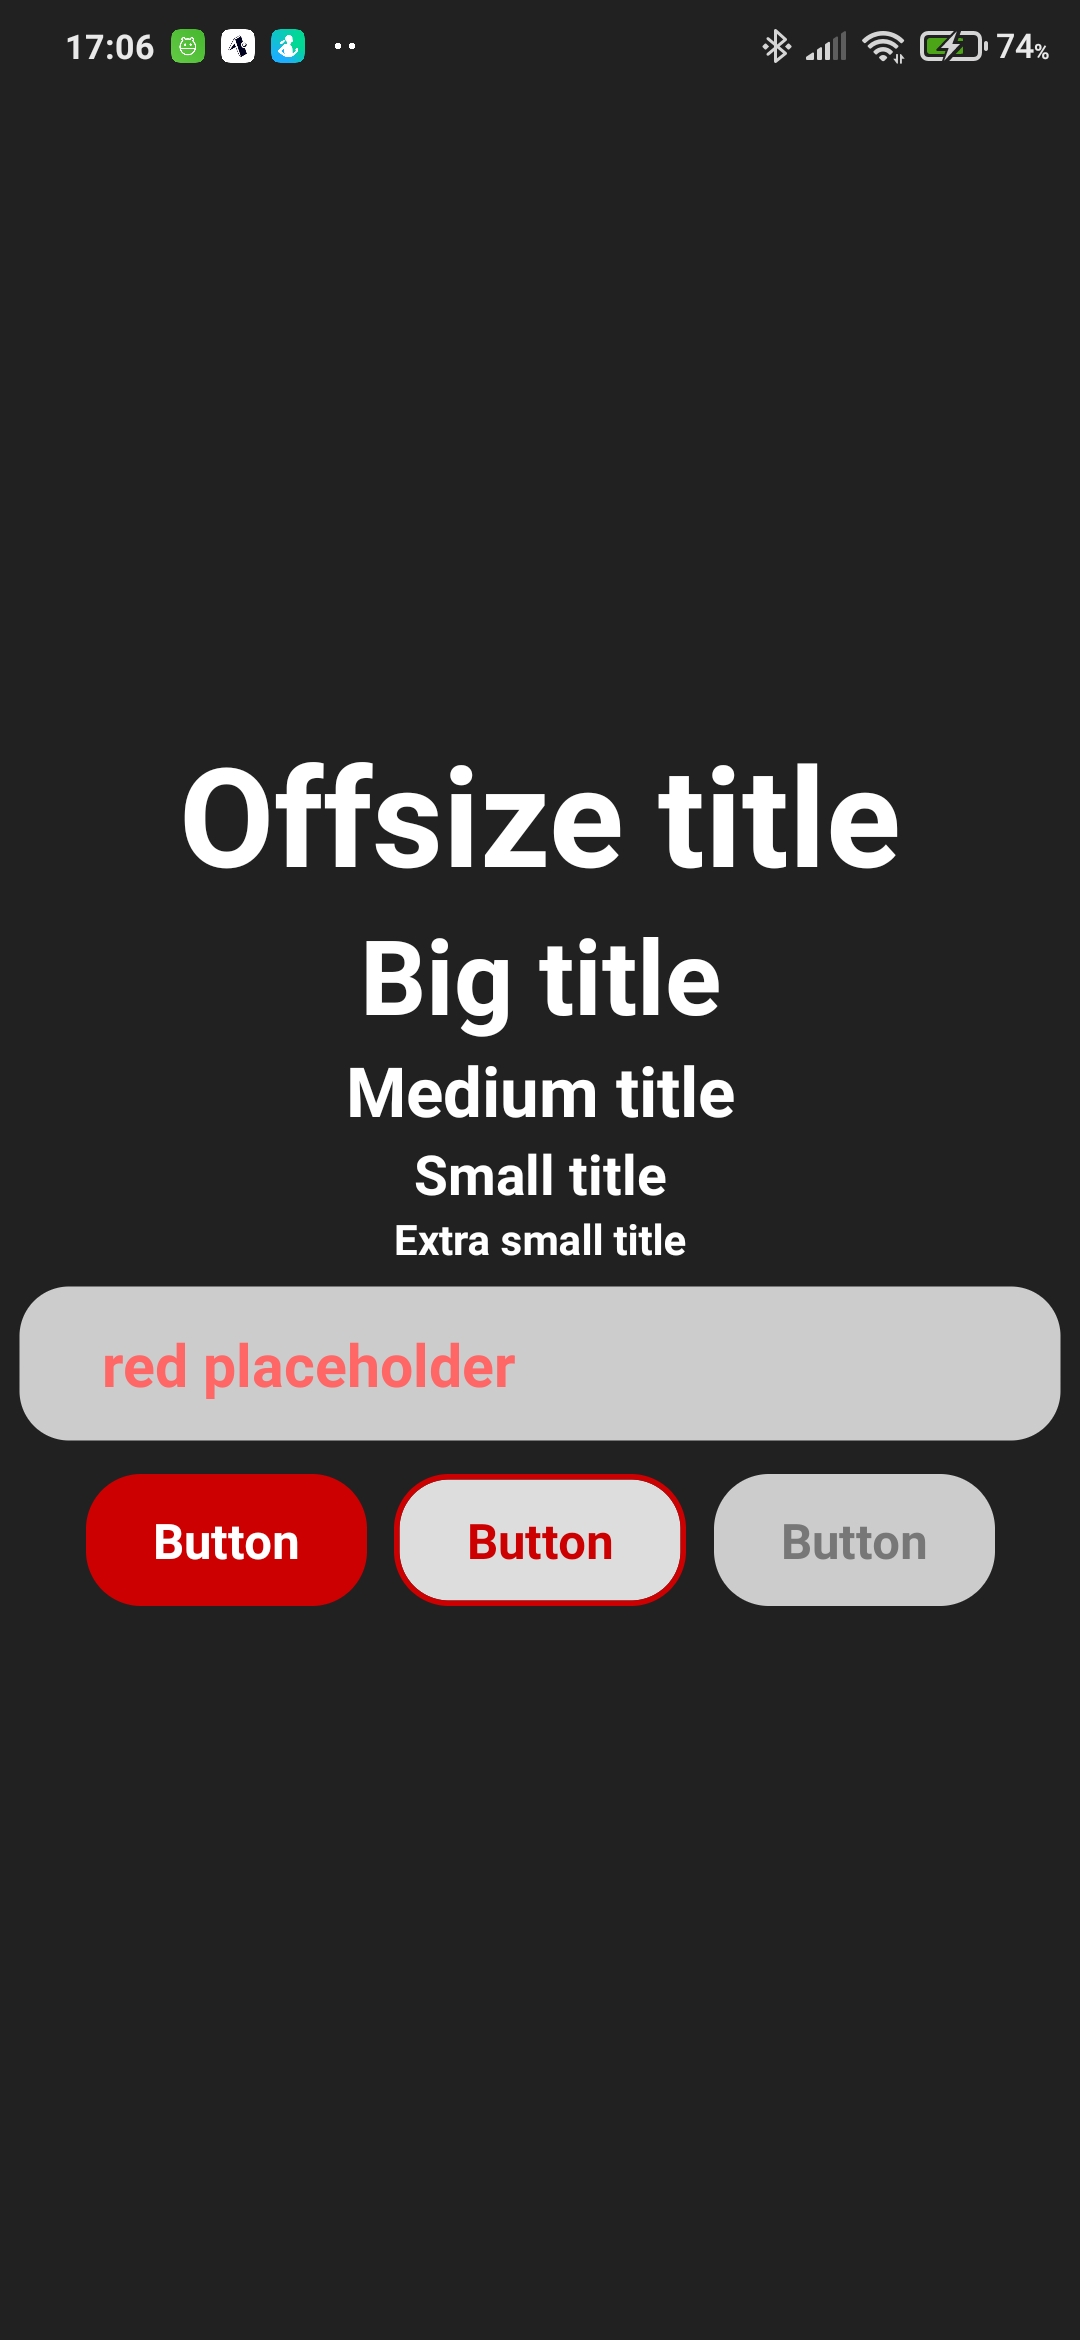 17:06 74%
Offsize title
Big title
Medium title
Small title
Extra small title
red placeholder
Button Button Button